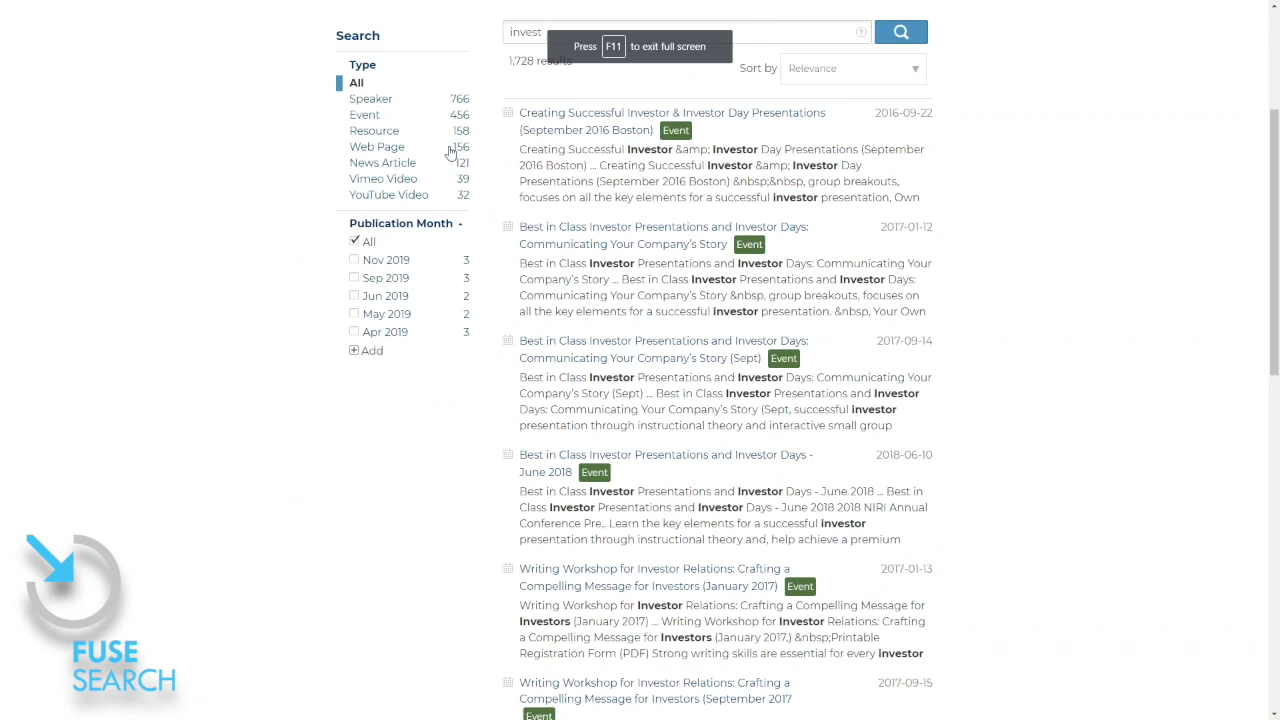 Search
Type
All
Speaker 766
Event 456
Resource 158
Web Page 156
News Article 121
Vimeo Video 39
YouTube Video 32
Publication Month
All
Nov 2019 3
Sep 2019 3
Jun 2019 2
May 2019 2
Apr 2019 3
Add
invest
Press F11 to exit full screen
1,728 results
Sort by Relevance
Creating Successful Investor & Investor Day Presentations 2016-09-22
(September 2016 Boston) Event
Creating Successful Investor &amp; Investor Day Presentations (September
2016 Boston) ... Creating Successful Investor &amp; Investor Day
Presentations (September 2016 Boston) &nbsp;&nbsp, group breakouts,
focuses on all the key elements for a successful investor presentation, Own
Best in Class Investor Presentations and Investor Days: 2017-01-12
Communicating Your Company's Story Event
Best in Class Investor Presentations and Investor Days: Communicating Your
Company's Story ... Best in Class Investor Presentations and Investor Days:
Communicating Your Company's Story &nbsp, group breakouts, focuses on
all the key elements for a successful investor presentation. &nbsp, Your Own
Best in Class Investor Presentations and Investor Days: 2017-09-14
Communicating Your Company's Story (Sept) Event
Best in Class Investor Presentations and Investor Days: Communicating Your
Company's Story (Sept) ... Best in Class Investor Presentations and Investor
Days: Communicating Your Company's Story (Sept, successful investor
presentation through instructional theory and interactive small group
Best in Class Investor Presentations and Investor Days - 2018-06-10
June 2018 Event
Best in Class Investor Presentations and Investor Days - June 2018 ... Best in
Class Investor Presentations and Investor Days - June 2018 2018 NIRI Annual
Conference Pre,. Learn the key elements for a successful investor
presentation through instructional theory and, help achieve a premium
Writing Workshop for Investor Relations: Crafting a 2017-01-13
Compelling Message for Investors (January 2017) Event
Writing Workshop for Investor Relations: Crafting a Compelling Message for
Investors (January 2017) ... Writing Workshop for Investor Relations: Crafting
a Compelling Message for Investors (January 2017,) &nbsp;Printable
Registration Form (PDF) Strong writing skills are essential for every investor
Writing Workshop for Investor Relations: Crafting a 2017-09-15
Compelling Message for Investors (September 2017
Event
FUSE
SEARCH